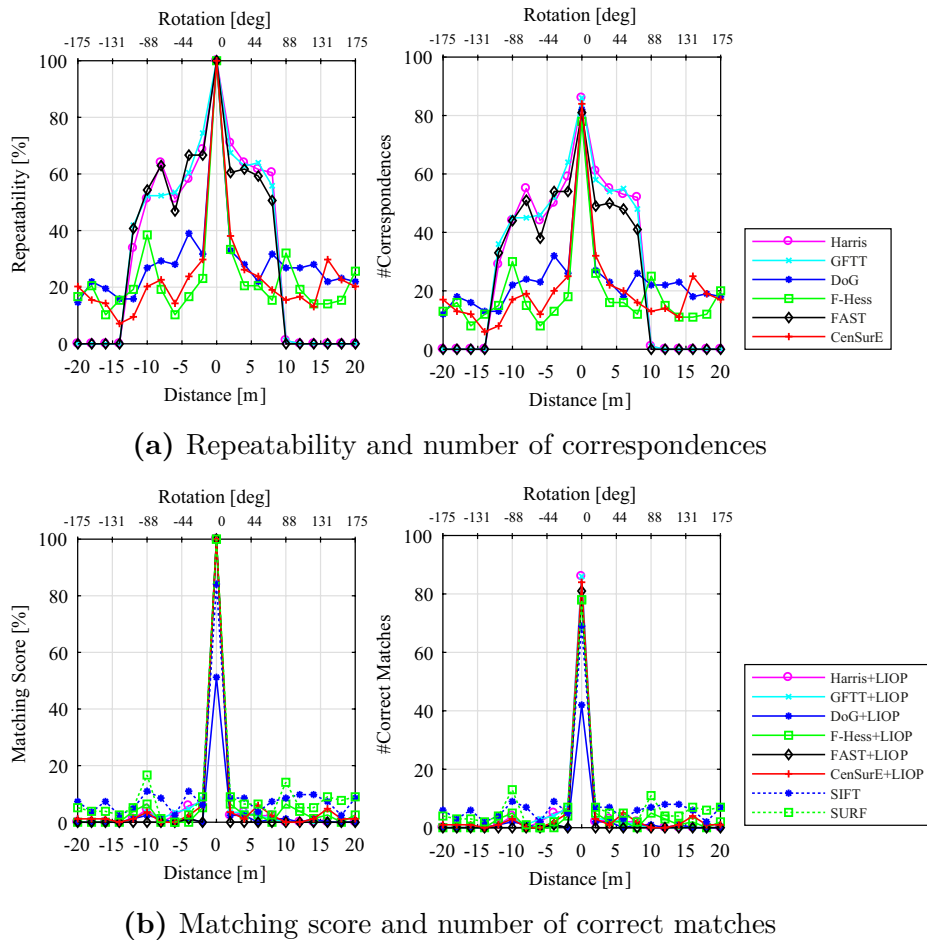 Rotation [deg]
-175 -131 -88 -44 0 44 88 131 175
Repeatability [%]
100
80
60
40
20
0
-20 -15 -10 -5 0 5 10 15 20
Distance [m]
Rotation [deg]
-175 -131 -88 -44 0 44 88 131 175
#Correspondences
100
80
60
40
20
0
-20 -15 -10 -5 0 5 10 15 20
Distance [m]
Harris
GFTT
DoG
F-Hess
FAST
CenSurE
(a) Repeatability and number of correspondences
Rotation [deg]
-175 -131 -88 -44 0 44 88 131 175
Matching Score [%]
100
80
60
40
20
0
-20 -15 -10 -5 0 5 10 15 20
Distance [m]
Rotation [deg]
-175 -131 -88 -44 0 44 88 131 175
#Correct Matches
100
80
60
40
20
0
-20 -15 -10 -5 0 5 10 15 20
Distance [m]
Harris+LIOP
GFTT+LIOP
DoG+LIOP
F-Hess+LIOP
FAST+LIOP
CenSurE+LIOP
SIFT
SURF
(b) Matching score and number of correct matches